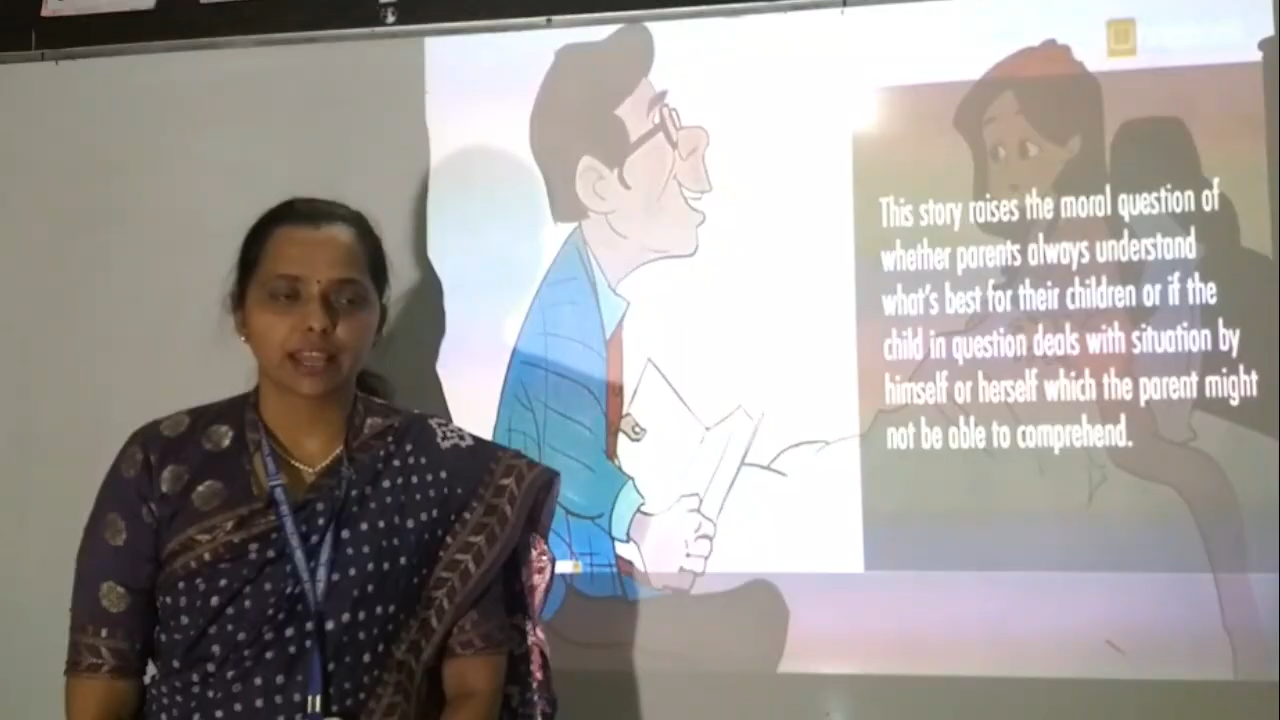 This story raises the moral question of
whether parents always understand
what's best for their children or if the
child in question deals with situation by
himself or herself which the parent might
not be able to comprehend.